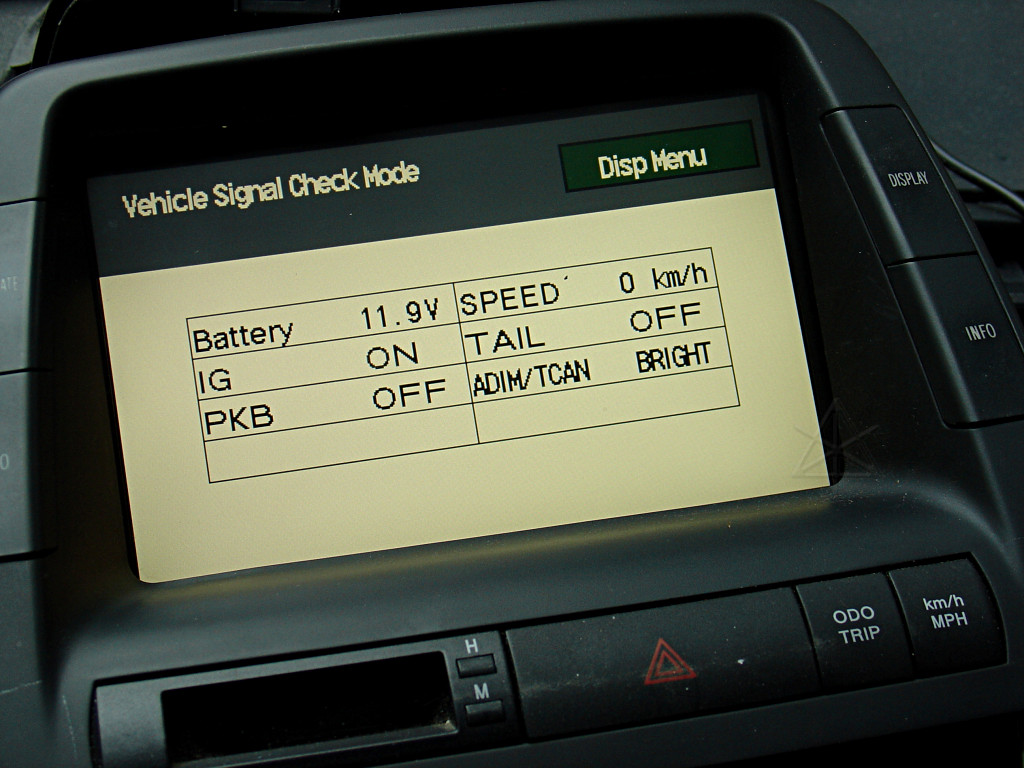 Vehicle Signal Check Mode
Disp Menu
Battery 11.9V SPEED 0 km/h
IG ON TAIL OFF
PKB OFF ADIM/TCAN BRIGHT
DISPLAY
INFO
H
M
ODO
TRIP
km/h
MPH